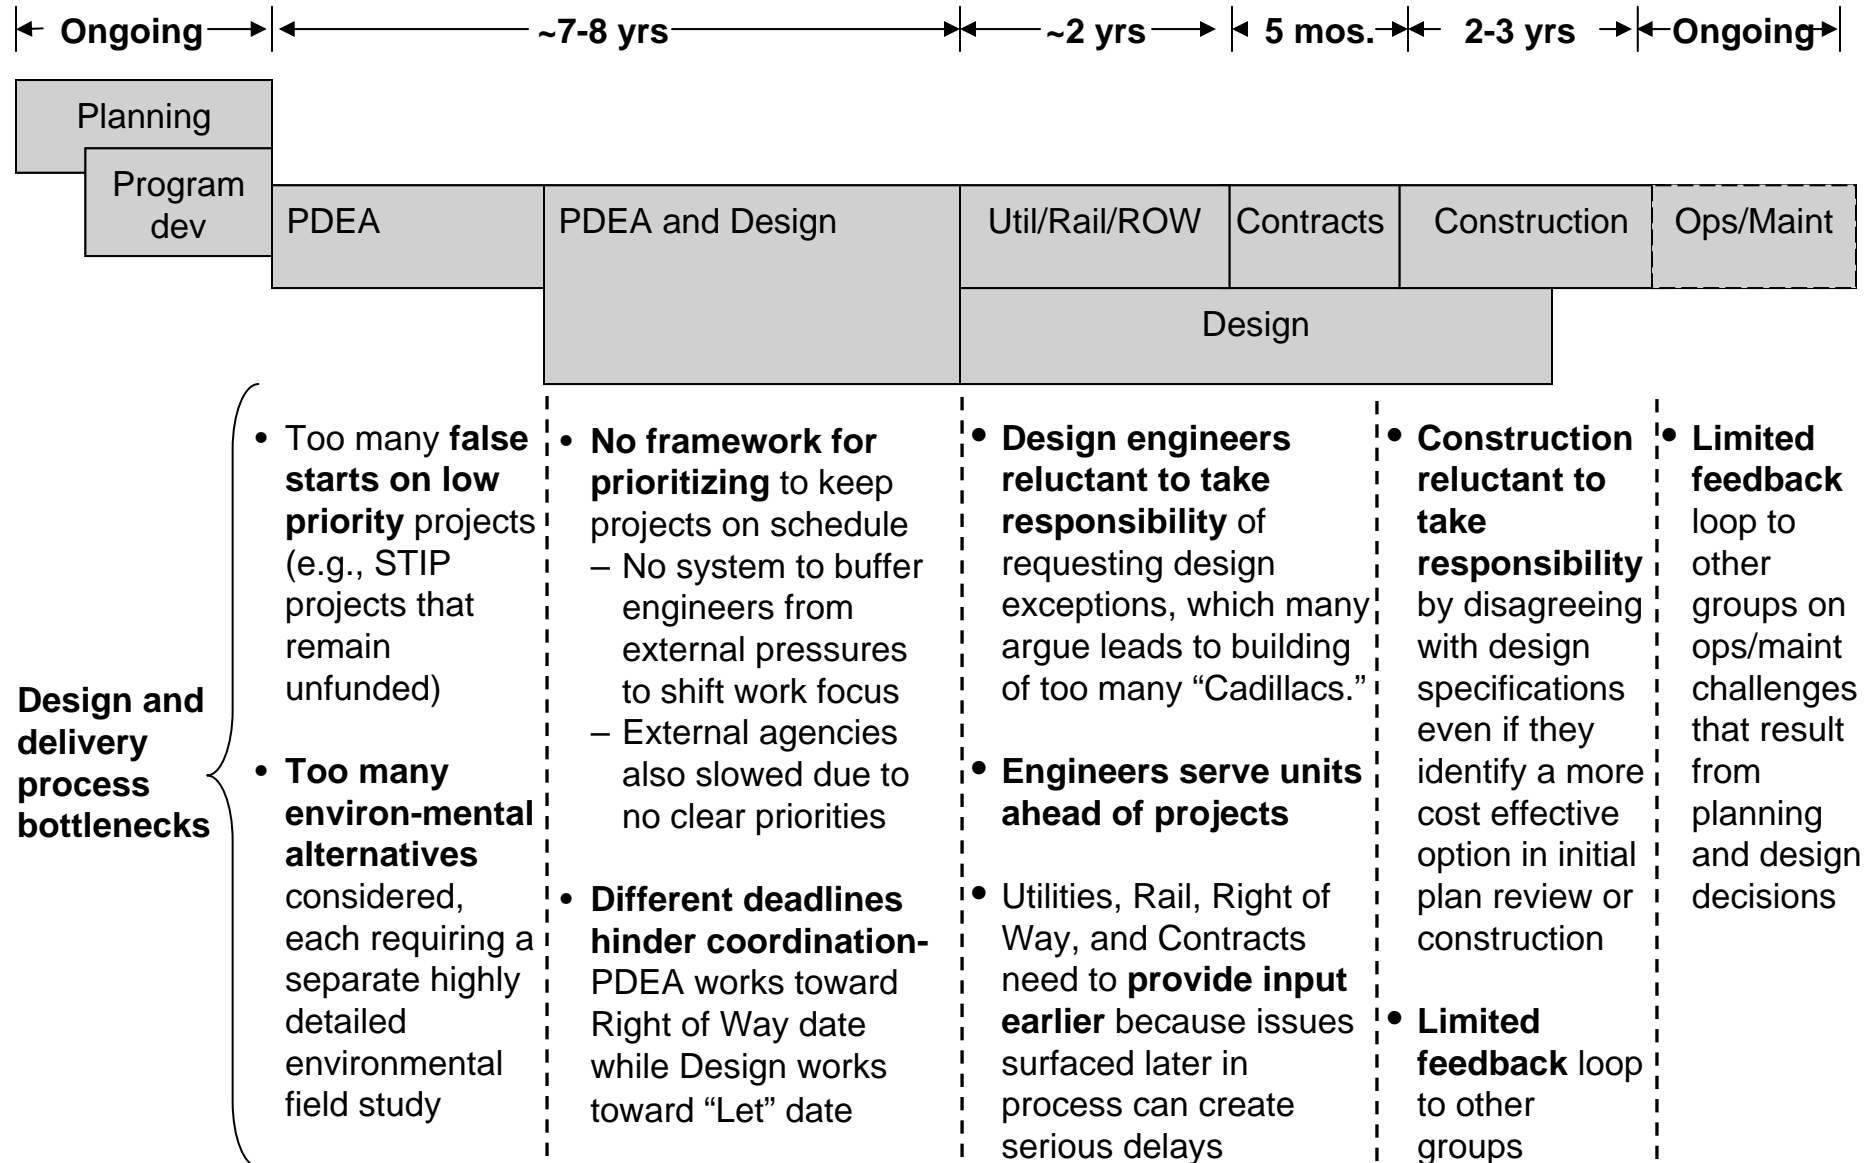 Ongoing ~7-8 yrs ~2 yrs 5 mos. 2-3 yrs Ongoing
Planning
Program
dev
PDEA
PDEA and Design
Util/Rail/ROW
Contracts
Construction
Ops/Maint
Design
Design and
delivery
process
bottlenecks
• Too many false
starts on low
priority projects
(e.g., STIP
projects that
remain
unfunded)
• Too many
environ-mental
alternatives
considered,
each requiring a
separate highly
detailed
environmental
field study
• No framework for
prioritizing to keep
projects on schedule
– No system to buffer
engineers from
external pressures
to shift work focus
– External agencies
also slowed due to
no clear priorities
• Different deadlines
hinder coordination-
PDEA works toward
Right of Way date
while Design works
toward “Let” date
• Design engineers
reluctant to take
responsibility of
requesting design
exceptions, which many
argue leads to building
of too many “Cadillacs.”
• Engineers serve units
ahead of projects
• Utilities, Rail, Right of
Way, and Contracts
need to provide input
earlier because issues
surfaced later in
process can create
serious delays
• Construction
reluctant to
take
responsibility
by disagreeing
with design
specifications
even if they
identify a more
cost effective
option in initial
plan review or
construction
• Limited
feedback loop
to other
groups
• Limited
feedback
loop to
other
groups on
ops/maint
challenges
that result
from
planning
and design
decisions